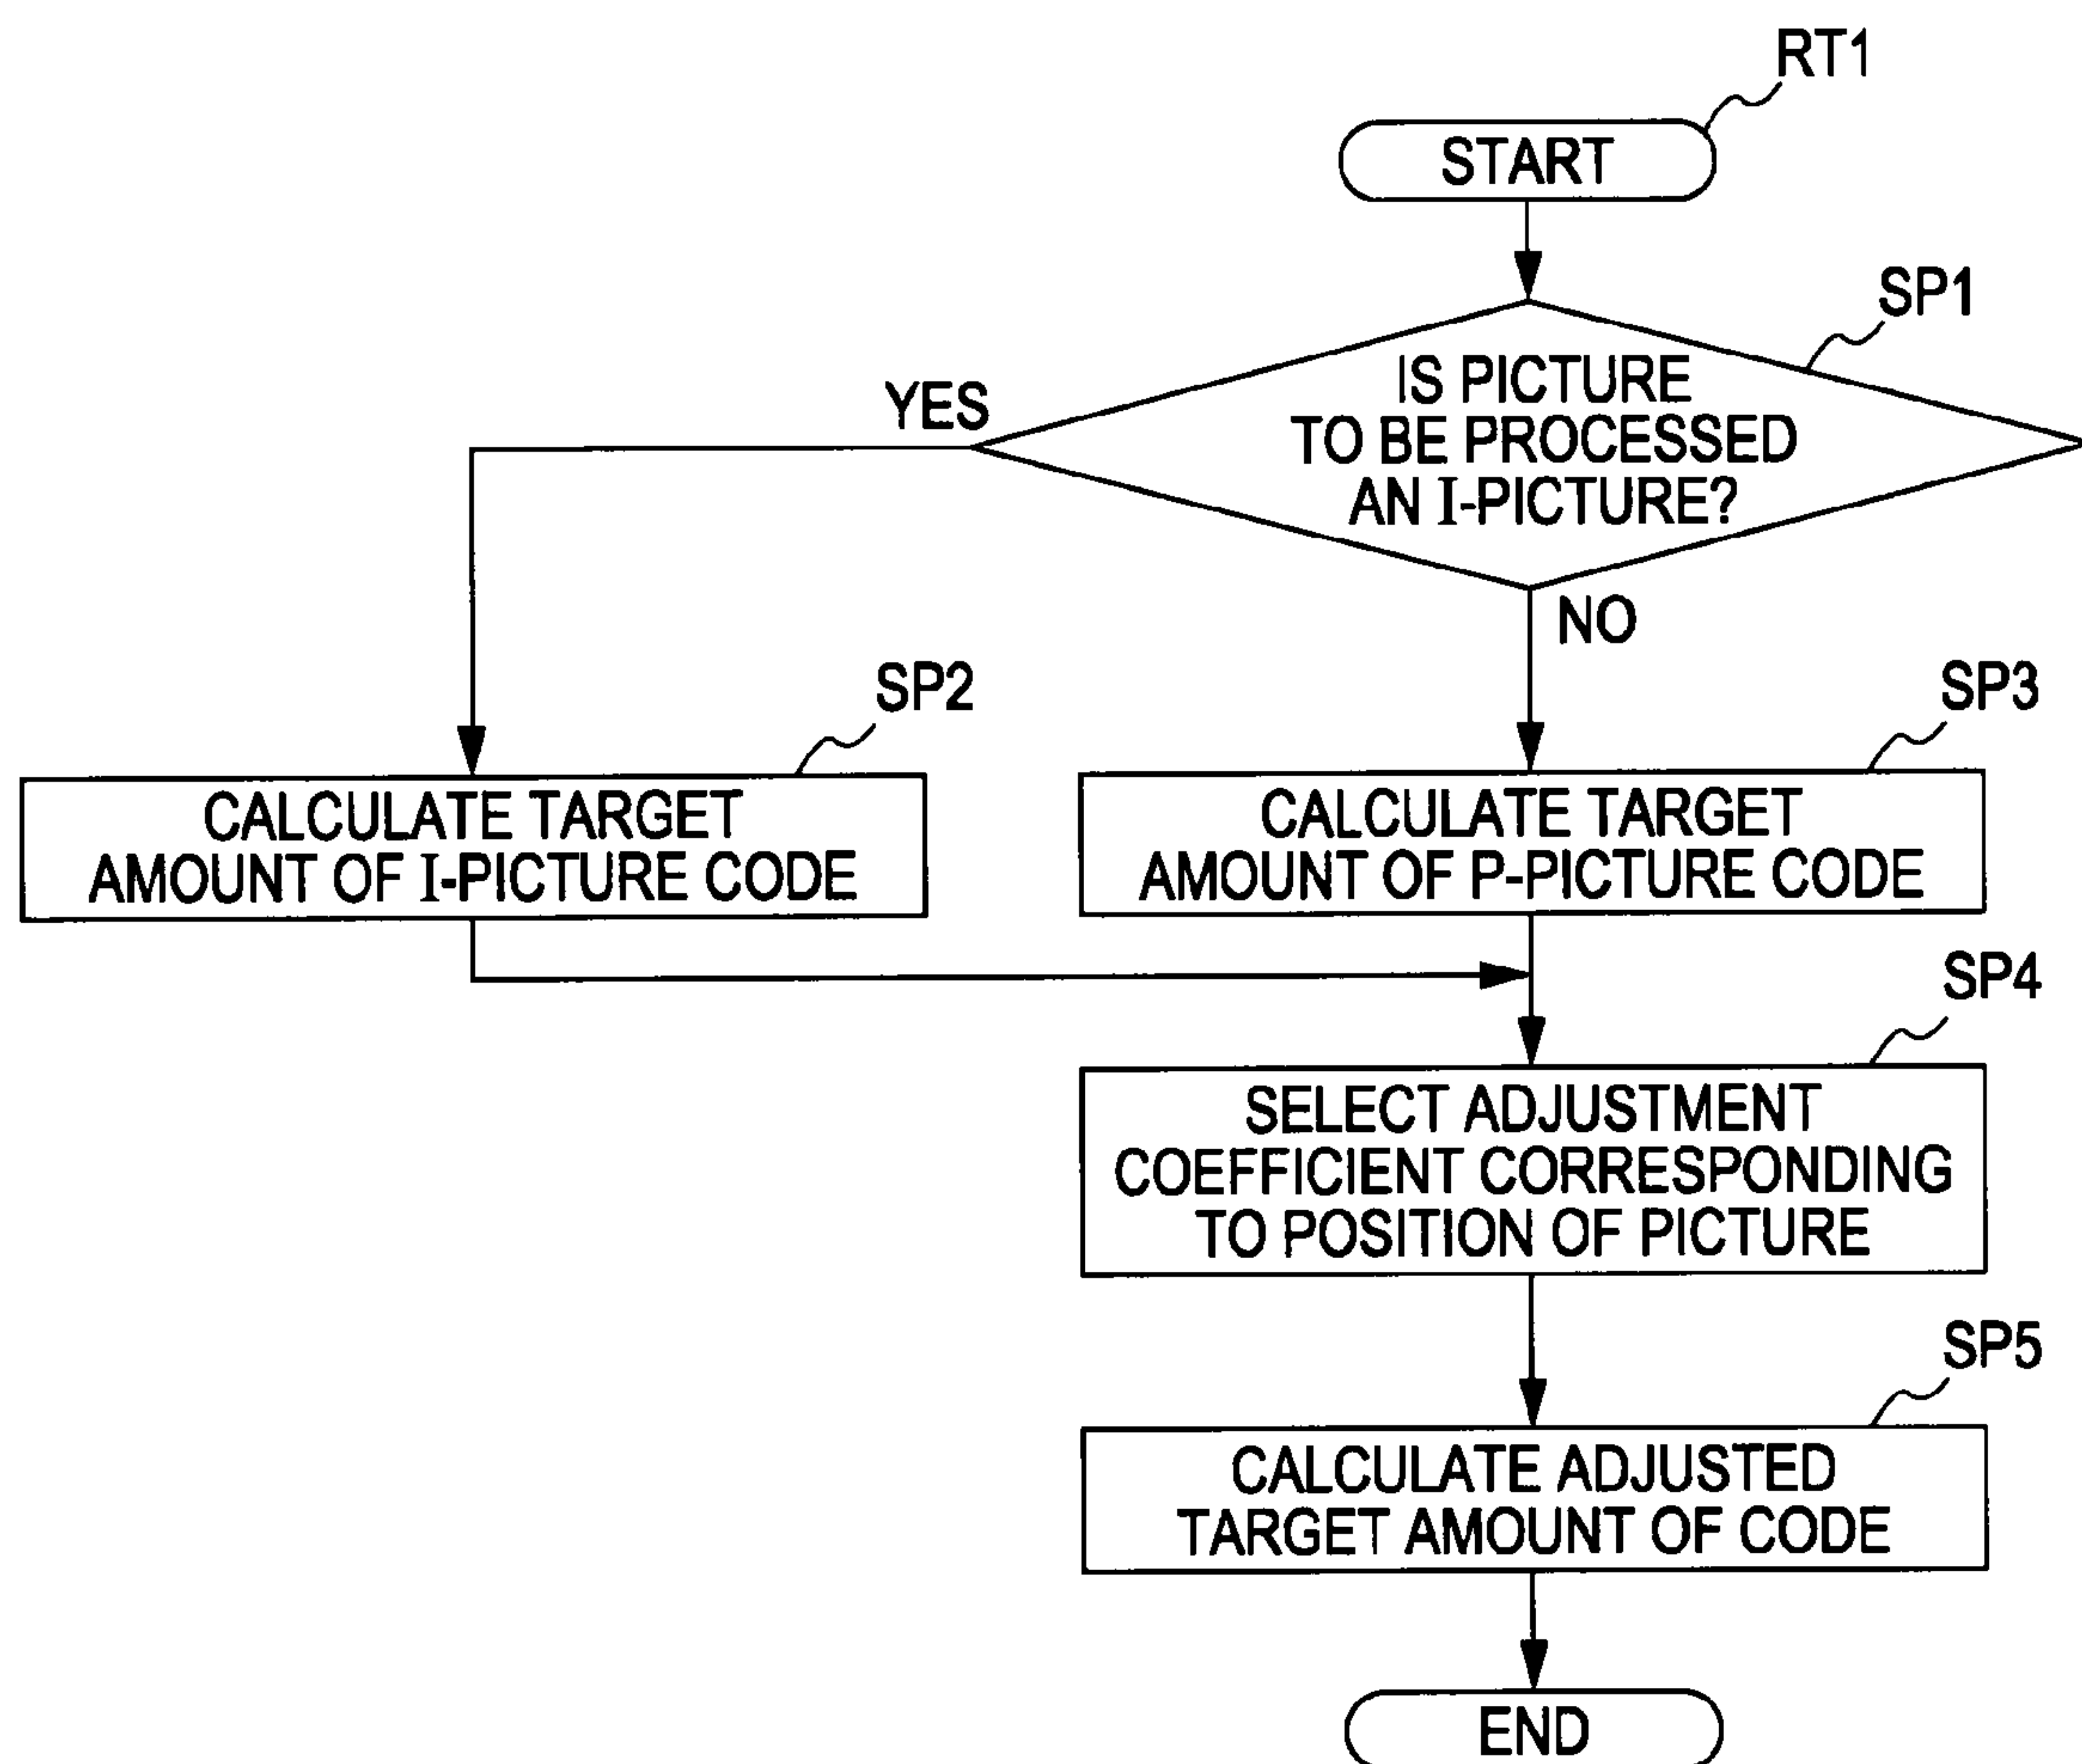 RT1
START
SP1
IS PICTURE
TO BE PROCESSED
AN I-PICTURE?
YES
NO
SP2
SP3
CALCULATE TARGET
AMOUNT OF I-PICTURE CODE
CALCULATE TARGET
AMOUNT OF P-PICTURE CODE
SP4
SELECT ADJUSTMENT
COEFFICIENT CORRESPONDING
TO POSITION OF PICTURE
SP5
CALCULATE ADJUSTED
TARGET AMOUNT OF CODE
END